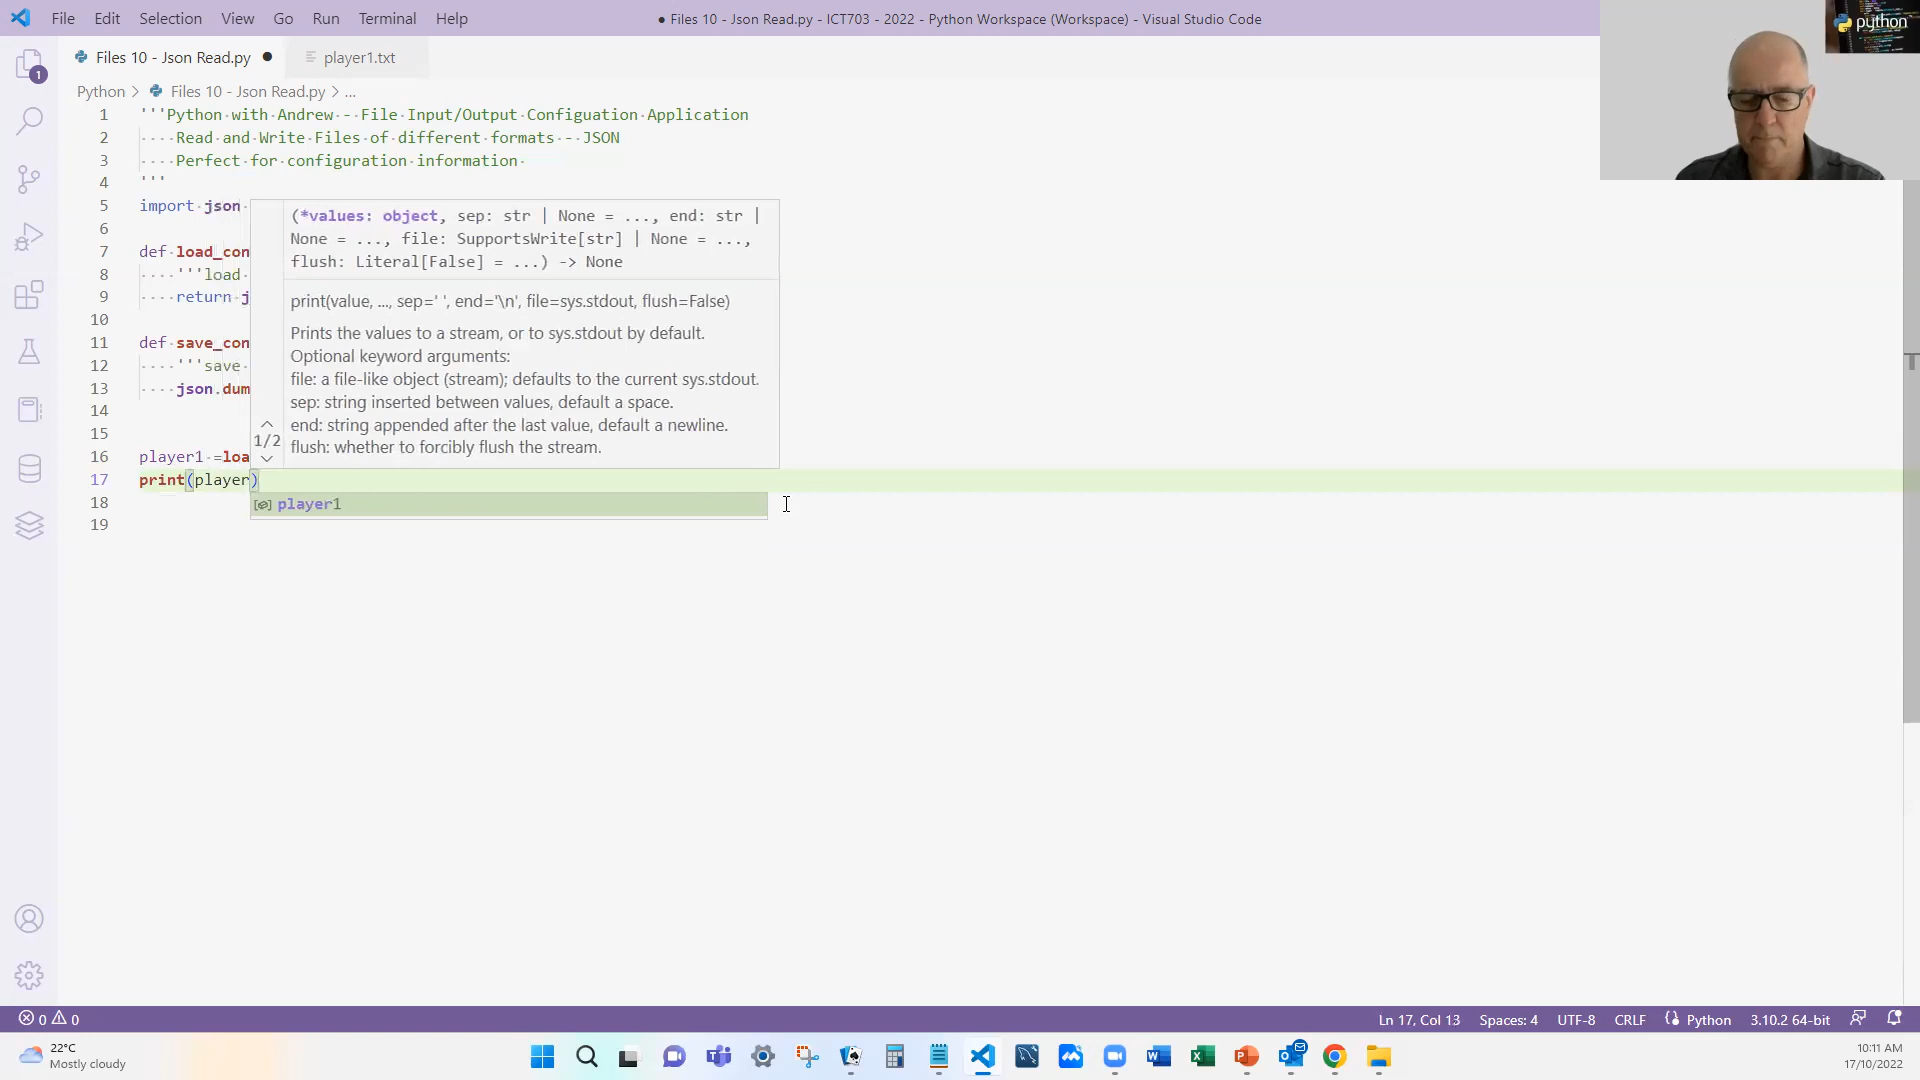 File Edit Selection View Go Run Terminal Help
● Files 10 - Json Read.py - ICT703 - 2022 - Python Workspace (Workspace) - Visual Studio Code
python
Files 10 - Json Read.py ●
player1.txt
1
Python > Files 10 - Json Read.py > ...
1 '''Python·with·Andrew·-·File·Input/Output·Configuation·Application
2 ····Read·and·Write·Files·of·different·formats·-·JSON
3 ····Perfect·for·configuration·information·
4 '''
5 import·json·
6
7 def·load_con
8 ····'''load·
9 ····return·j
10
11 def·save_con
12 ····'''save·
13 ····json.dum
14
15
16 player1·=loa
17 print(player)
18
19
(*values: object, sep: str | None = ..., end: str |
None = ..., file: SupportsWrite[str] | None = ...,
flush: Literal[False] = ...) -> None
print(value, ..., sep=' ', end='\n', file=sys.stdout, flush=False)
Prints the values to a stream, or to sys.stdout by default.
Optional keyword arguments:
file: a file-like object (stream); defaults to the current sys.stdout.
sep: string inserted between values, default a space.
end: string appended after the last value, default a newline.
flush: whether to forcibly flush the stream.
1/2
player1
0 0
Ln 17, Col 13 Spaces: 4 UTF-8 CRLF Python 3.10.2 64-bit
22°C
Mostly cloudy
10:11 AM
17/10/2022